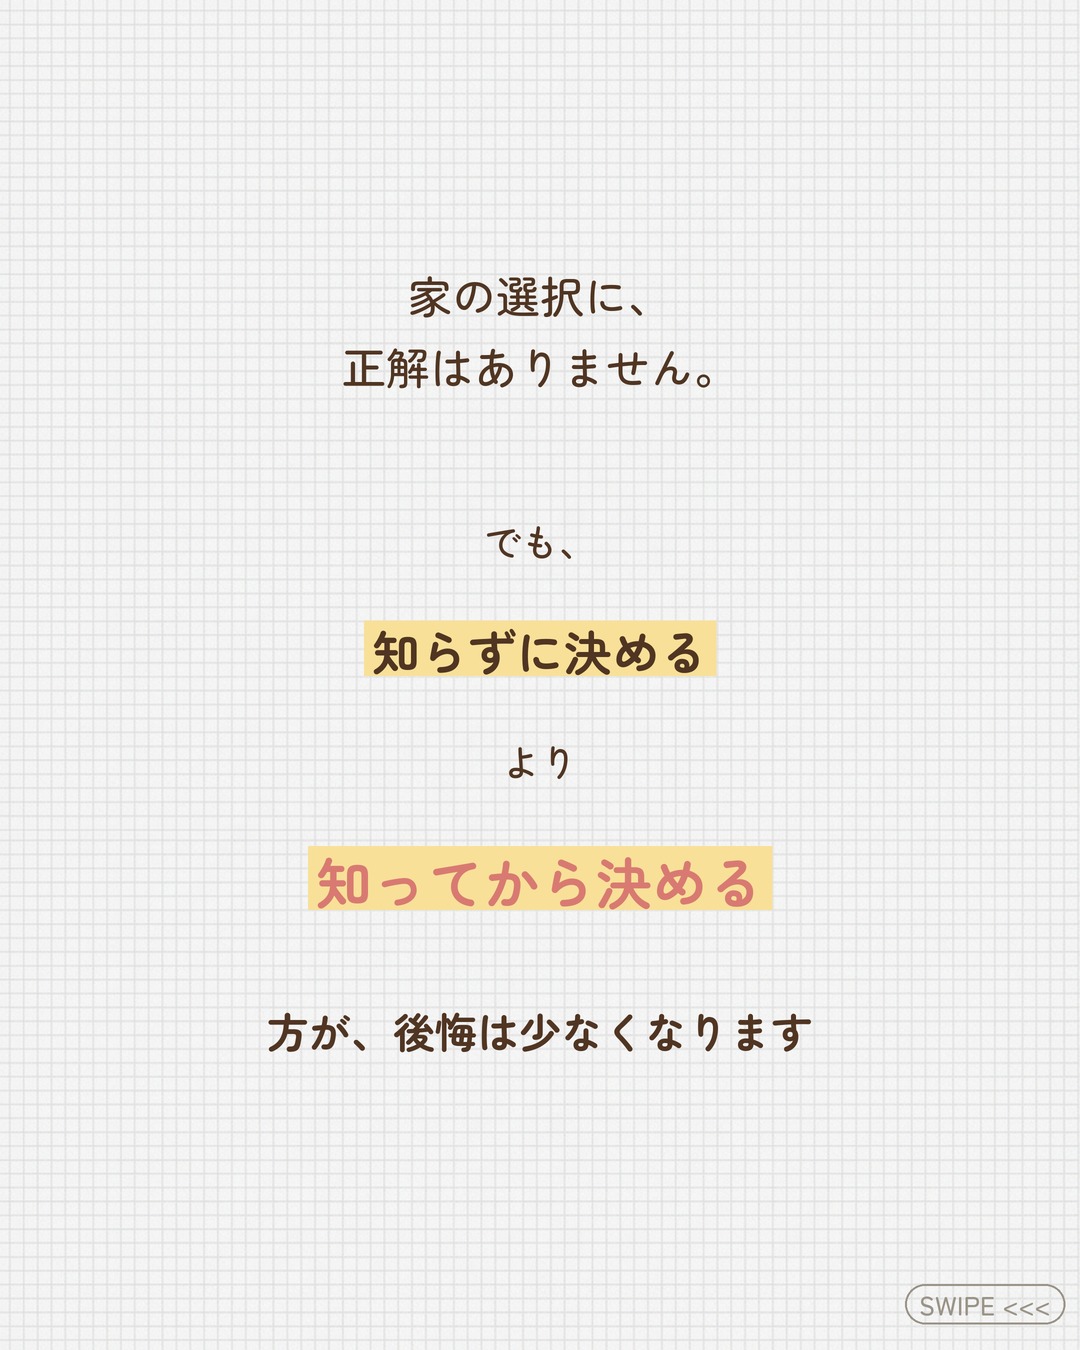 家の選択に、
正解はありません。
でも、
知らずに決める
より
知ってから決める
方が、後悔は少なくなります
SWIPE <<<